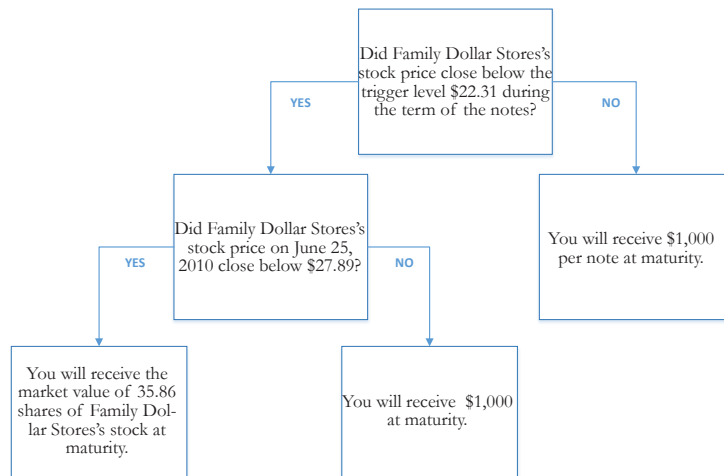 Did Family Dollar Stores's
stock price close below the
trigger level $22.31 during
the term of the notes?
YES
NO
Did Family Dollar Stores's
stock price on June 25,
2010 close below $27.89?
You will receive $1,000
per note at maturity.
YES
NO
You will receive the
market value of 35.86
shares of Family Dol-
lar Stores's stock at
maturity.
You will receive $1,000
at maturity.